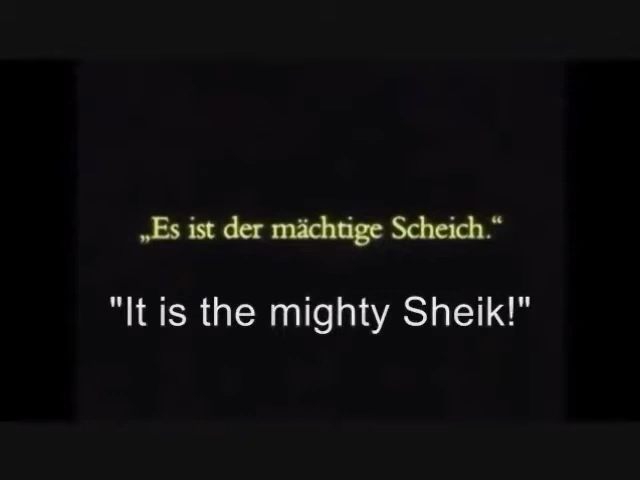 „Es ist der mächtige Scheich.“
"It is the mighty Sheik!"